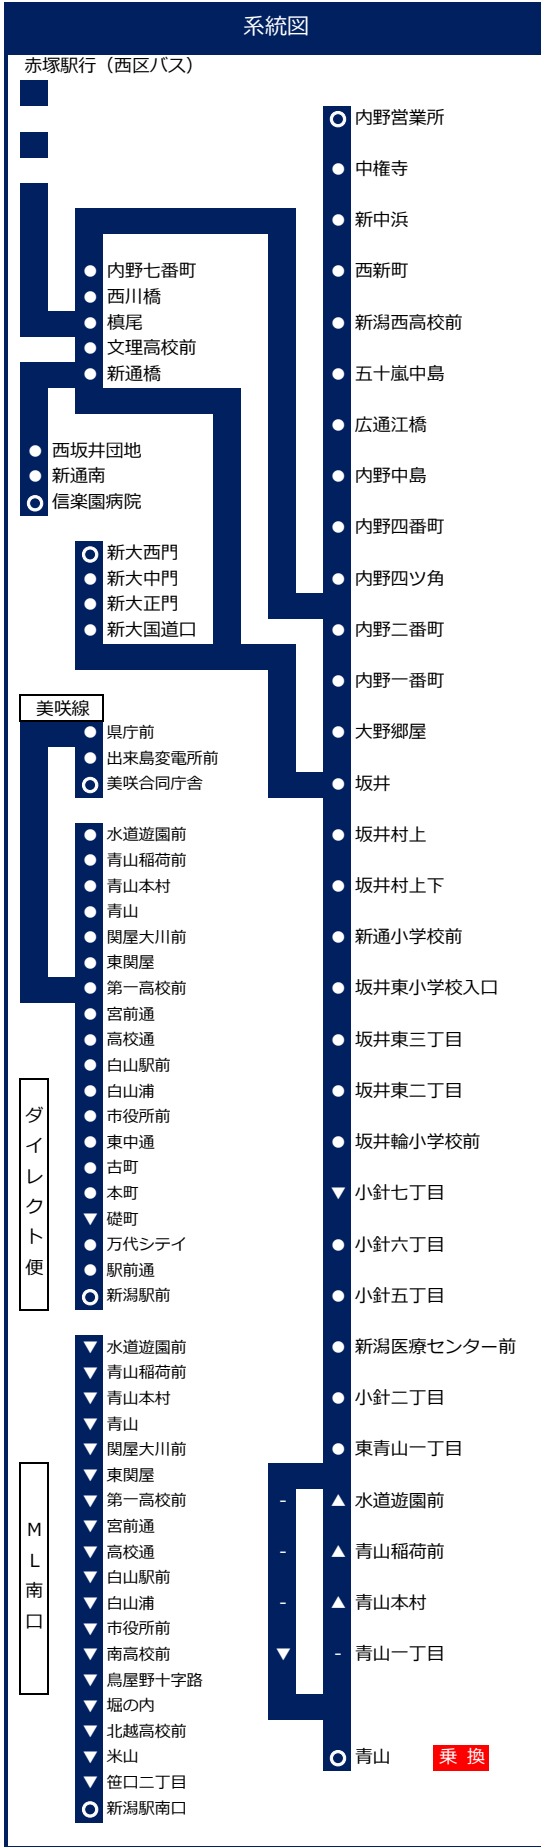 系統図
赤塚駅行（西区バス）
内野七番町
西川橋
槙尾
文理高校前
新通橋
西坂井団地
新通南
信楽園病院
新大西門
新大中門
新大正門
新大国道口
美咲線
県庁前
出来島変電所前
美咲合同庁舎
水道遊園前
青山稲荷前
青山本村
青山
関屋大川前
東関屋
第一高校前
宮前通
高校通
白山駅前
白山浦
市役所前
東中通
古町
本町
礎町
万代シテイ
駅前通
新潟駅前
ダイレクト便
水道遊園前
青山稲荷前
青山本村
青山
関屋大川前
東関屋
第一高校前
宮前通
高校通
白山駅前
白山浦
市役所前
南高校前
鳥屋野十字路
堀の内
北越高校前
米山
笹口二丁目
新潟駅南口
ＭＬ南口
内野営業所
中権寺
新中浜
西新町
新潟西高校前
五十嵐中島
広通江橋
内野中島
内野四番町
内野四ツ角
内野二番町
内野一番町
大野郷屋
坂井
坂井村上
坂井村上下
新通小学校前
坂井東小学校入口
坂井東三丁目
坂井東二丁目
坂井輪小学校前
小針七丁目
小針六丁目
小針五丁目
新潟医療センター前
小針二丁目
東青山一丁目
水道遊園前
青山稲荷前
青山本村
青山一丁目
青山 乗換